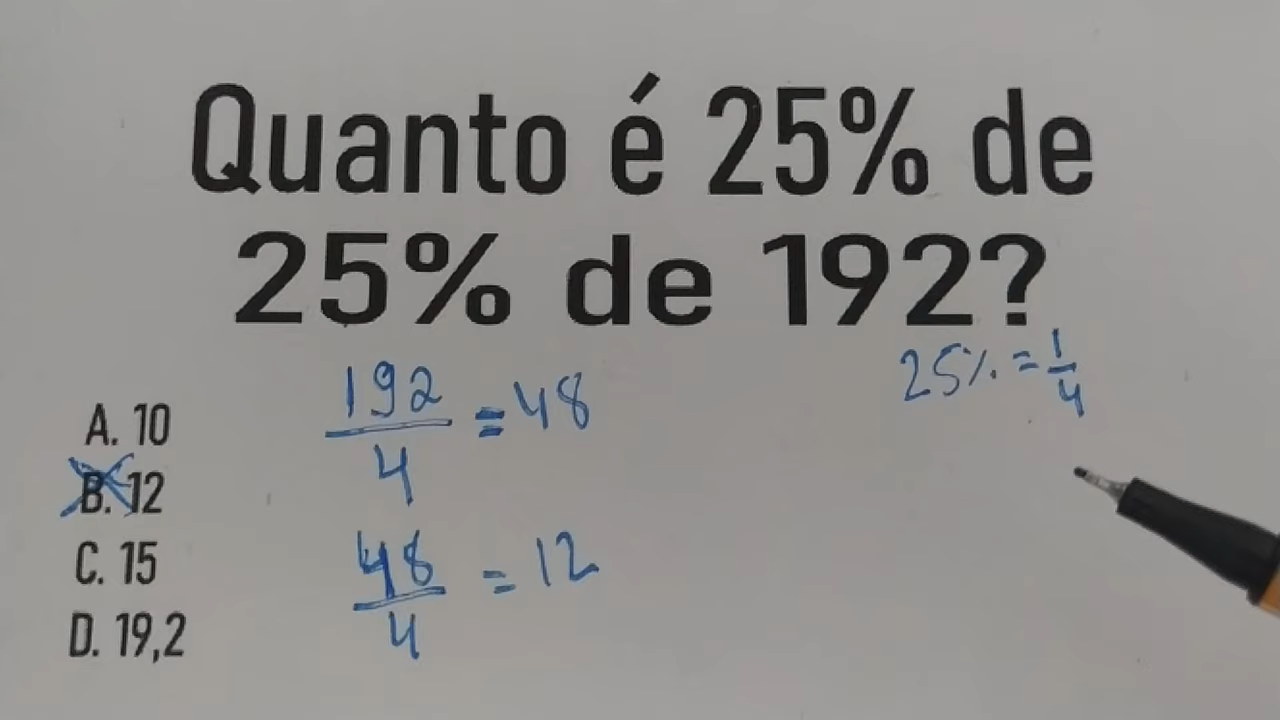 Quanto é 25% de
25% de 192?
25% = 1/4
A. 10
B. 12
C. 15
D. 19,2
192/4 = 48
48/4 = 12